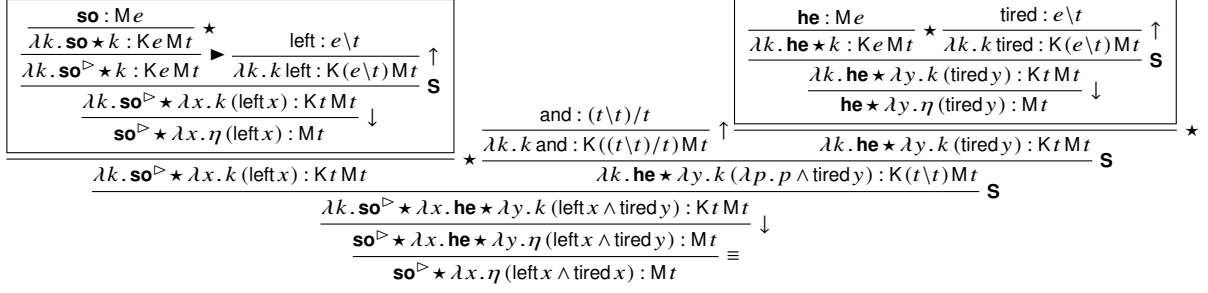 so : M e
he : M e
tired : e\t
λk. so ⋆ k : K e M t ⋆
left : e\t
λk. he ⋆ k : K e M t ⋆
λk. k tired : K (e\t) M t ↑
λk. so▷ ⋆ k : K e M t ►
λk. k left : K (e\t) M t ↑
λk. he ⋆ λy. k (tired y) : K t M t S
λk. so▷ ⋆ λx. k (left x) : K t M t S
he ⋆ λy. η (tired y) : M t ↓
so▷ ⋆ λx. η (left x) : M t ↓
and : (t\t)/t
λk. so▷ ⋆ λx. k (left x) : K t M t ⋆
λk. k and : K ((t\t)/t) M t ↑
λk. he ⋆ λy. k (tired y) : K t M t ⋆
λk. he ⋆ λy. k (λp. p ∧ tired y) : K (t\t) M t S
λk. so▷ ⋆ λx. he ⋆ λy. k (left x ∧ tired y) : K t M t S
so▷ ⋆ λx. he ⋆ λy. η (left x ∧ tired y) : M t ↓
so▷ ⋆ λx. η (left x ∧ tired x) : M t ≡